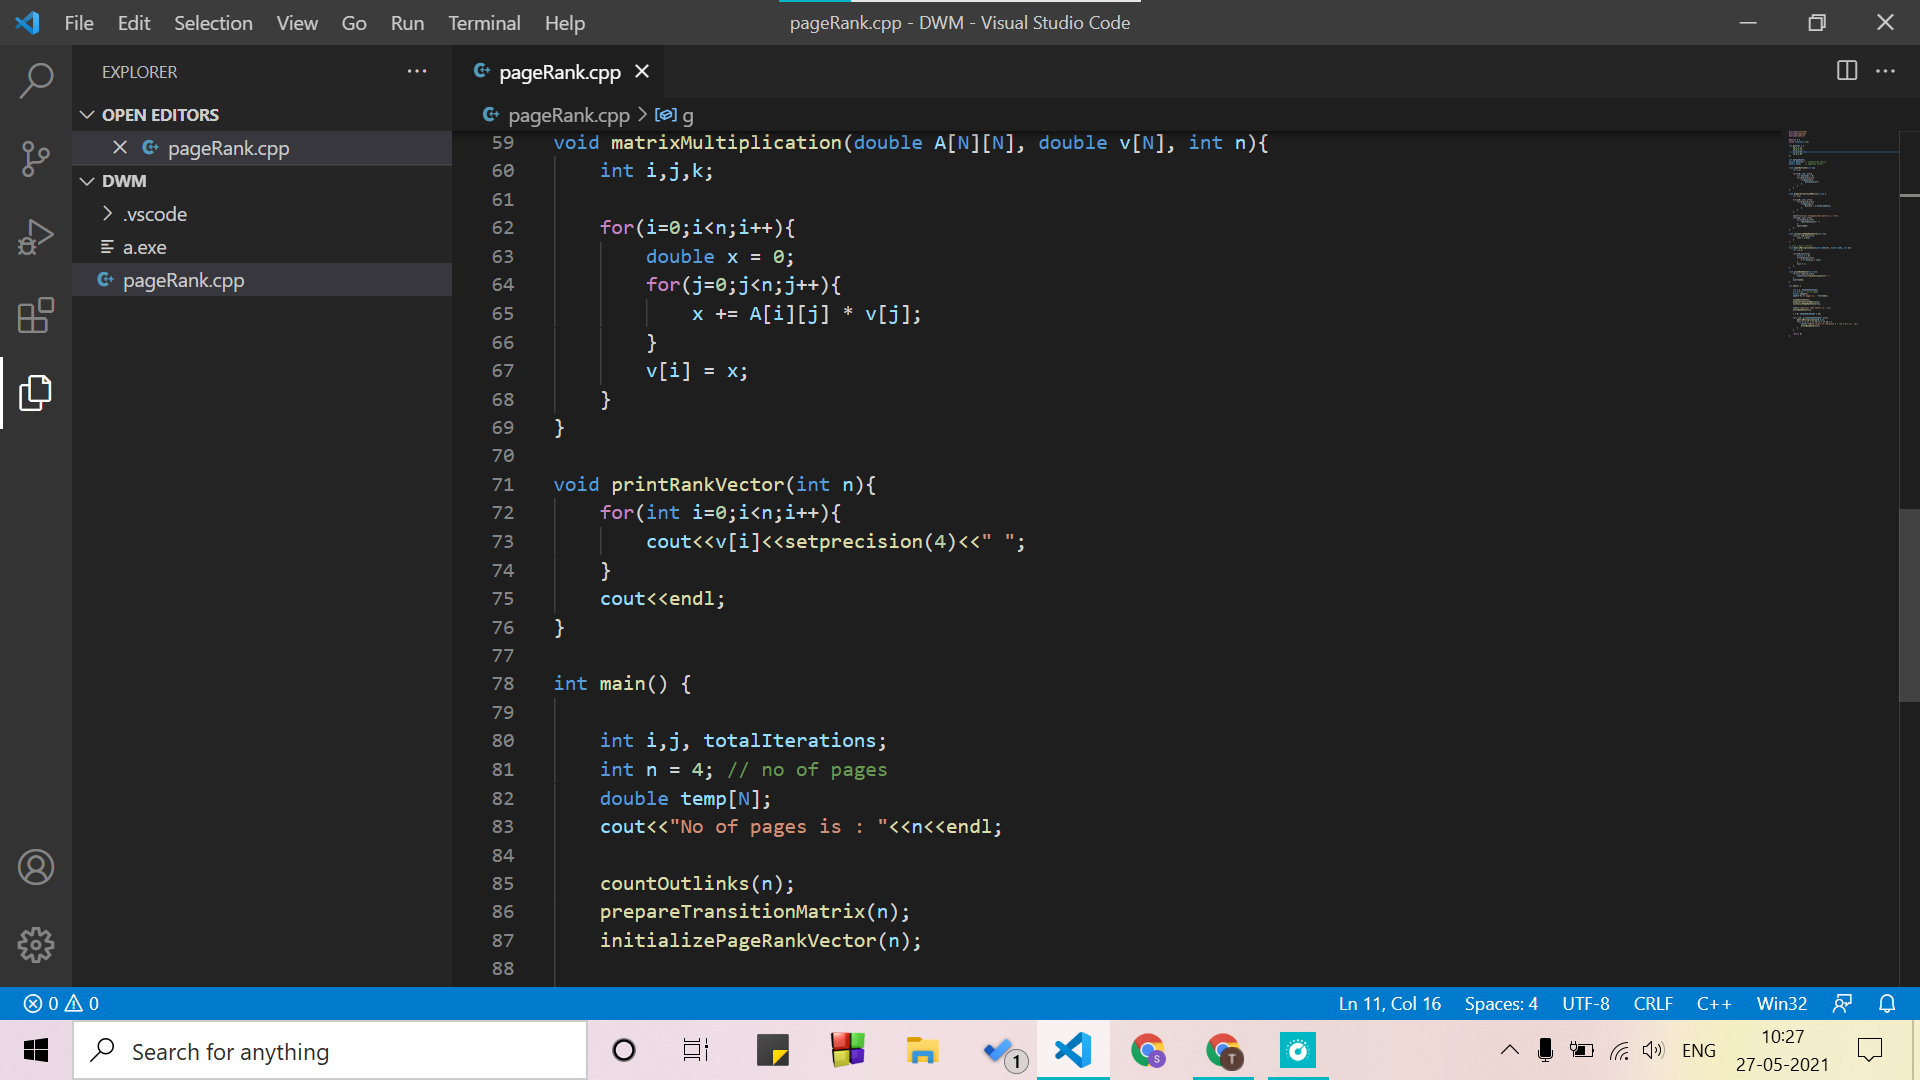 File Edit Selection View Go Run Terminal Help
pageRank.cpp - DWM - Visual Studio Code
EXPLORER
OPEN EDITORS
pageRank.cpp
DWM
.vscode
a.exe
pageRank.cpp
pageRank.cpp
pageRank.cpp > g
59 void matrixMultiplication(double A[N][N], double v[N], int n){
60     int i,j,k;
61
62     for(i=0;i<n;i++){
63         double x = 0;
64         for(j=0;j<n;j++){
65             x += A[i][j] * v[j];
66         }
67         v[i] = x;
68     }
69 }
70
71 void printRankVector(int n){
72     for(int i=0;i<n;i++){
73         cout<<v[i]<<setprecision(4)<<" ";
74     }
75     cout<<endl;
76 }
77
78 int main() {
79
80     int i,j, totalIterations;
81     int n = 4; // no of pages
82     double temp[N];
83     cout<<"No of pages is : "<<n<<endl;
84
85     countOutlinks(n);
86     prepareTransitionMatrix(n);
87     initializePageRankVector(n);
88
0 0 Ln 11, Col 16 Spaces: 4 UTF-8 CRLF C++ Win32
Search for anything
1
S
T
ENG
10:27
27-05-2021